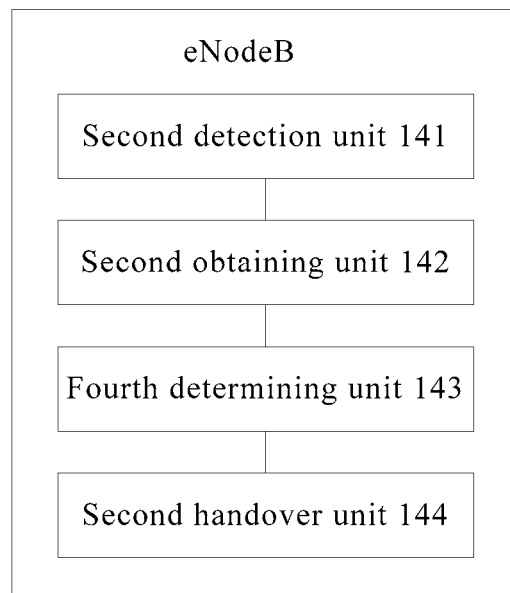 eNodeB
Second detection unit 141
Second obtaining unit 142
Fourth determining unit 143
Second handover unit 144